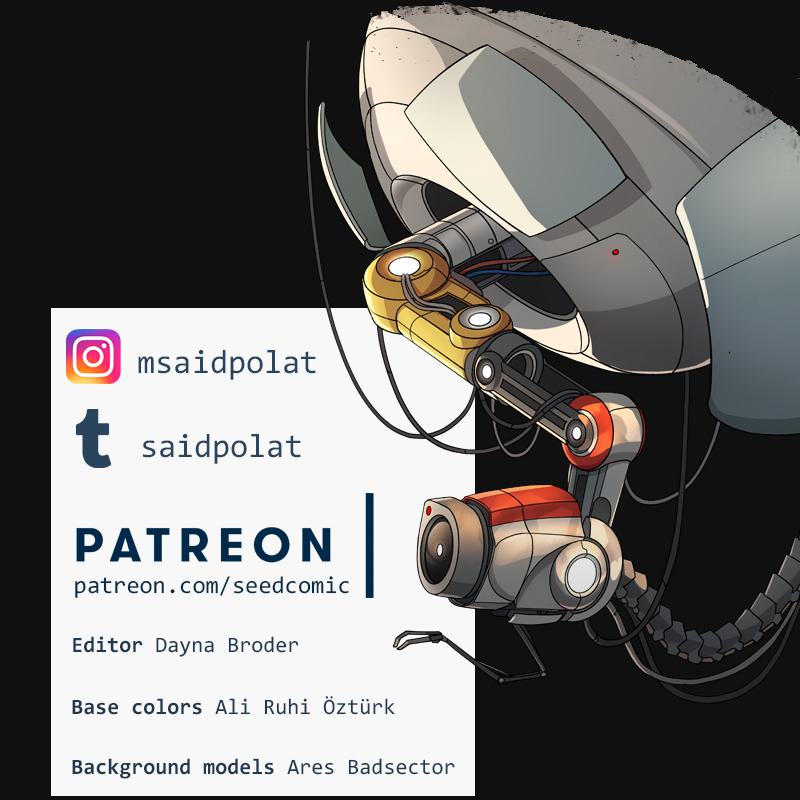 msaidpolat
t saidpolat
PATREON
patreon.com/seedcomic
Editor Dayna Broder
Base colors Ali Ruhi Öztürk
Background models Ares Badsector